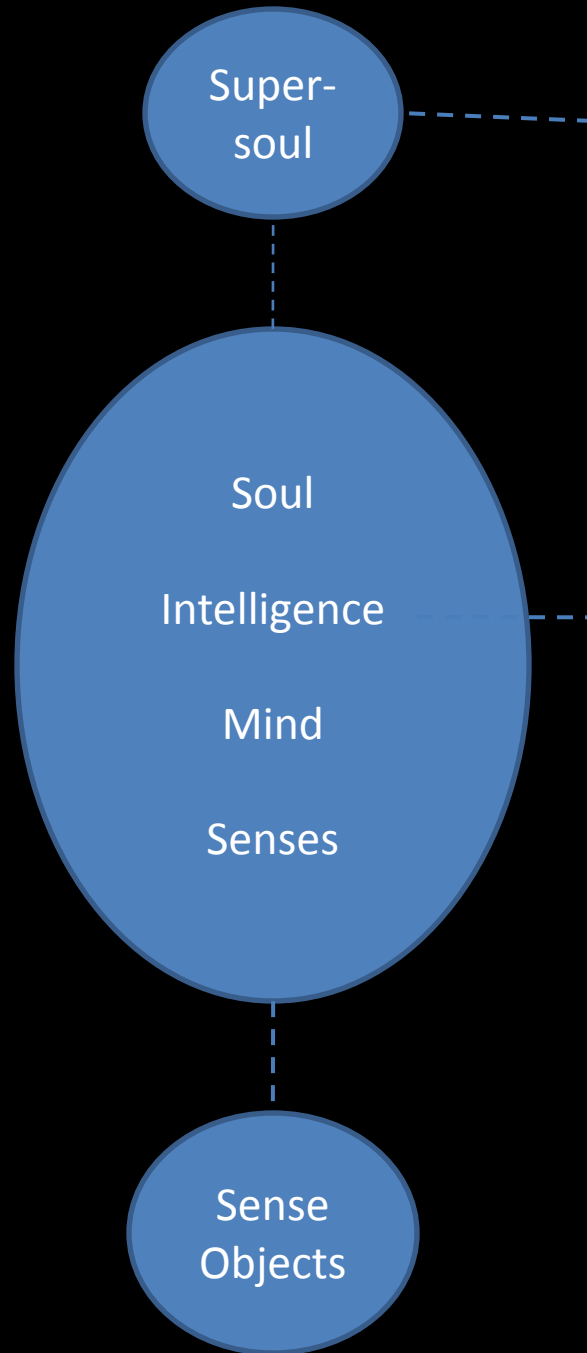 Super-
soul
Soul
Intelligence
Mind
Senses
Sense
Objects